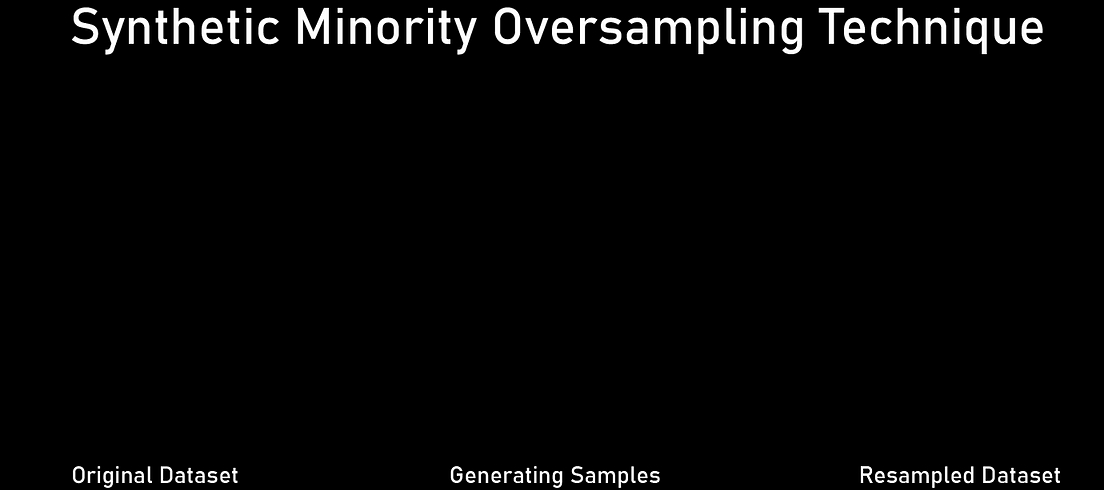 Synthetic Minority Oversampling Technique
Original Dataset
Generating Samples
Resampled Dataset